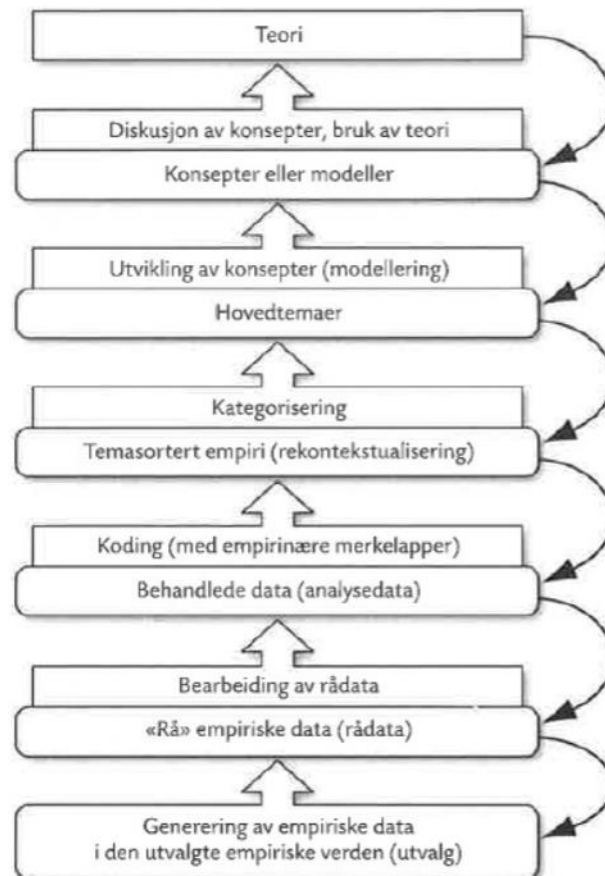 Teori
Diskusjon av konsepter, bruk av teori
Konsepter eller modeller
Utvikling av konsepter (modellering)
Hovedtemaer
Kategorisering
Temasortert empiri (rekontekstualisering)
Koding (med empirinære merkelapper)
Behandlede data (analysedata)
Bearbeiding av rådata
«Rå» empiriske data (rådata)
Generering av empiriske data
i den utvalgte empiriske verden (utvalg)